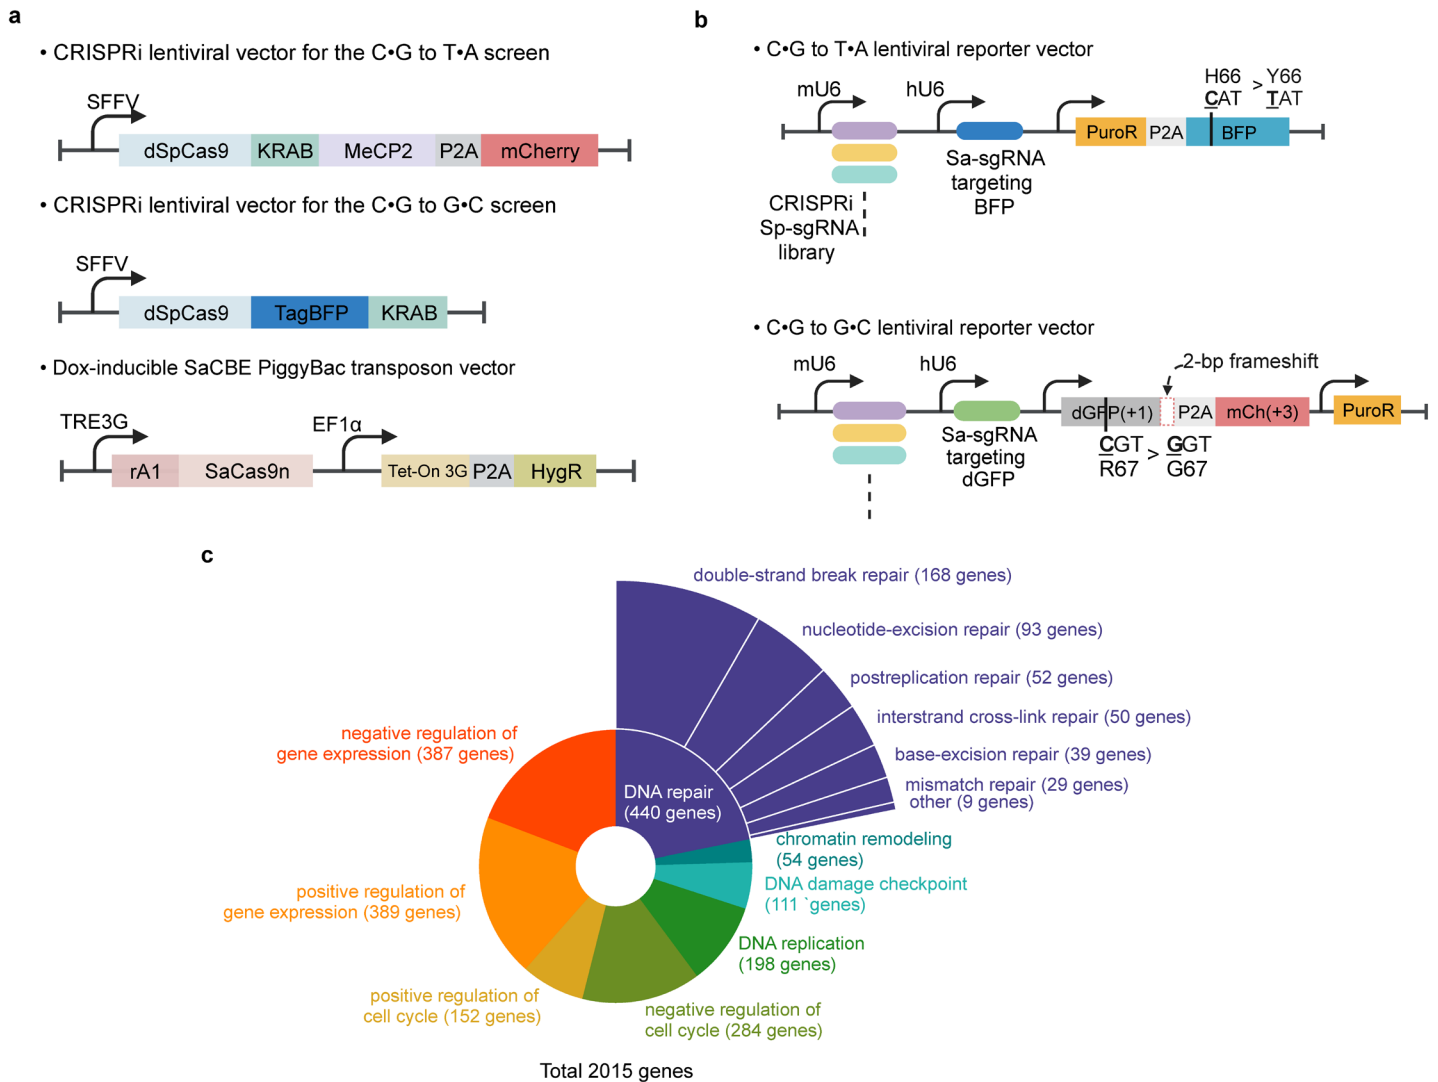 a
• CRISPRi lentiviral vector for the C•G to T•A screen
SFFV
dSpCas9 KRAB MeCP2 P2A mCherry
• CRISPRi lentiviral vector for the C•G to G•C screen
SFFV
dSpCas9 TagBFP KRAB
• Dox-inducible SaCBE PiggyBac transposon vector
TRE3G EF1α
rA1 SaCas9n Tet-On 3G P2A HygR
b
• C•G to T•A lentiviral reporter vector
H66 > Y66
CAT TAT
mU6 hU6
PuroR P2A BFP
CRISPRi
Sp-sgRNA
library
Sa-sgRNA
targeting
BFP
• C•G to G•C lentiviral reporter vector
mU6 hU6
2-bp frameshift
dGFP(+1) P2A mCh(+3) PuroR
Sa-sgRNA
targeting
dGFP
CGT > GGT
R67 G67
c
double-strand break repair (168 genes)
nucleotide-excision repair (93 genes)
postreplication repair (52 genes)
interstrand cross-link repair (50 genes)
base-excision repair (39 genes)
mismatch repair (29 genes)
other (9 genes)
DNA repair
(440 genes)
chromatin remodeling
(54 genes)
DNA damage checkpoint
(111 `genes)
DNA replication
(198 genes)
negative regulation of
cell cycle (284 genes)
positive regulation of
cell cycle (152 genes)
positive regulation of
gene expression (389 genes)
negative regulation of
gene expression (387 genes)
Total 2015 genes